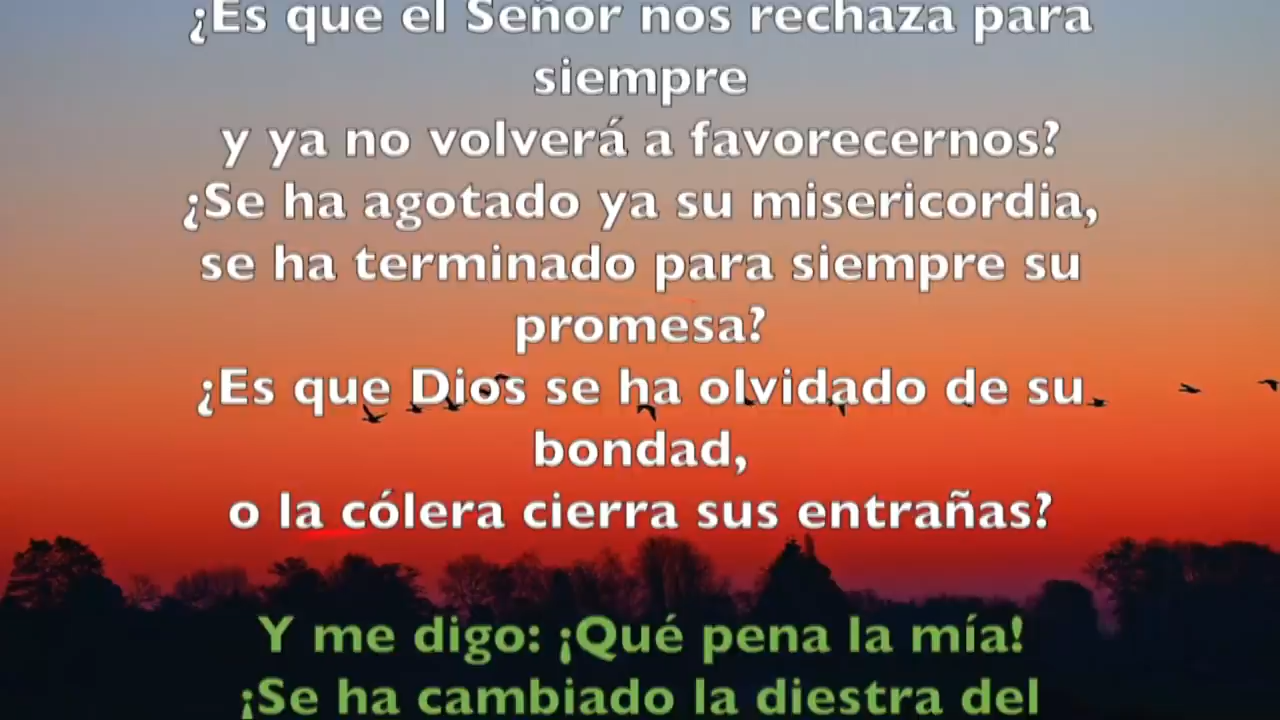 ¿Es que el Señor nos rechaza para
siempre
y ya no volverá a favorecernos?
¿Se ha agotado ya su misericordia,
se ha terminado para siempre su
promesa?
¿Es que Dios se ha olvidado de su
bondad,
o la cólera cierra sus entrañas?
Y me digo: ¡Qué pena la mía!
¡Se ha cambiado la diestra del